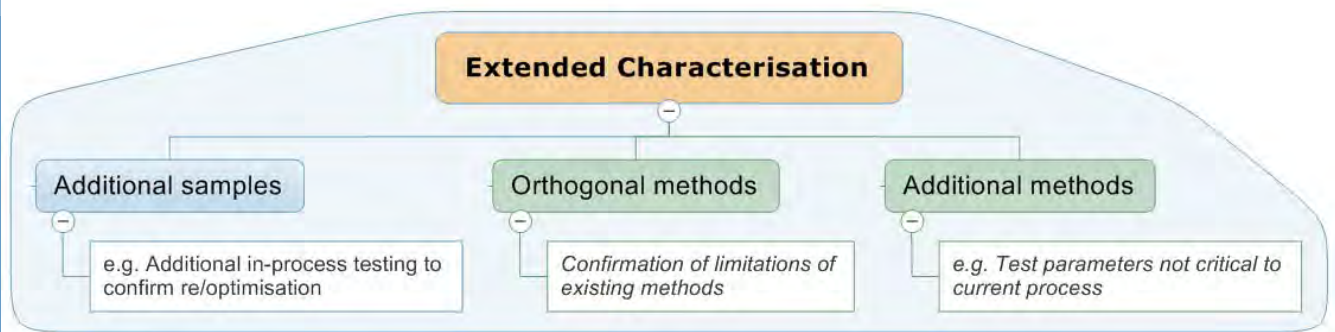 Extended Characterisation
Additional samples
Orthogonal methods
Additional methods
e.g. Additional in-process testing to
confirm re/optimisation
Confirmation of limitations of
existing methods
e.g. Test parameters not critical to
current process